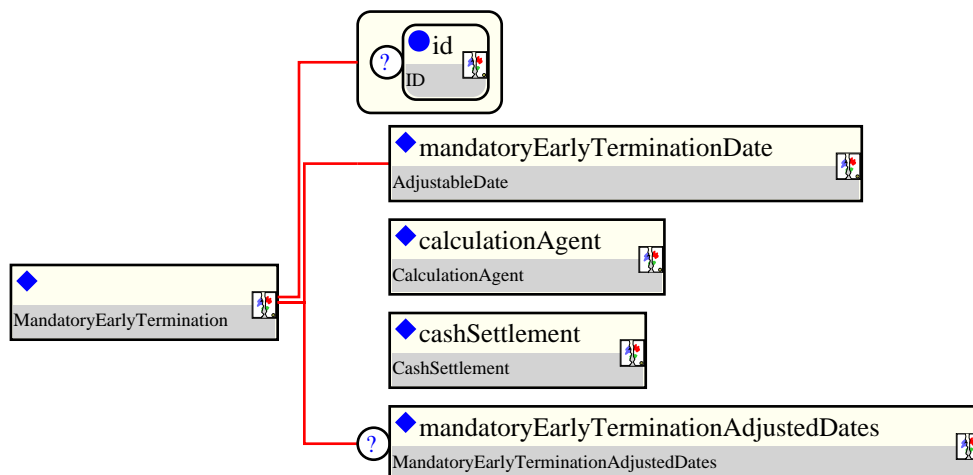 ?
id
ID
mandatoryEarlyTerminationDate
AdjustableDate
calculationAgent
CalculationAgent
MandatoryEarlyTermination
cashSettlement
CashSettlement
?
mandatoryEarlyTerminationAdjustedDates
MandatoryEarlyTerminationAdjustedDates